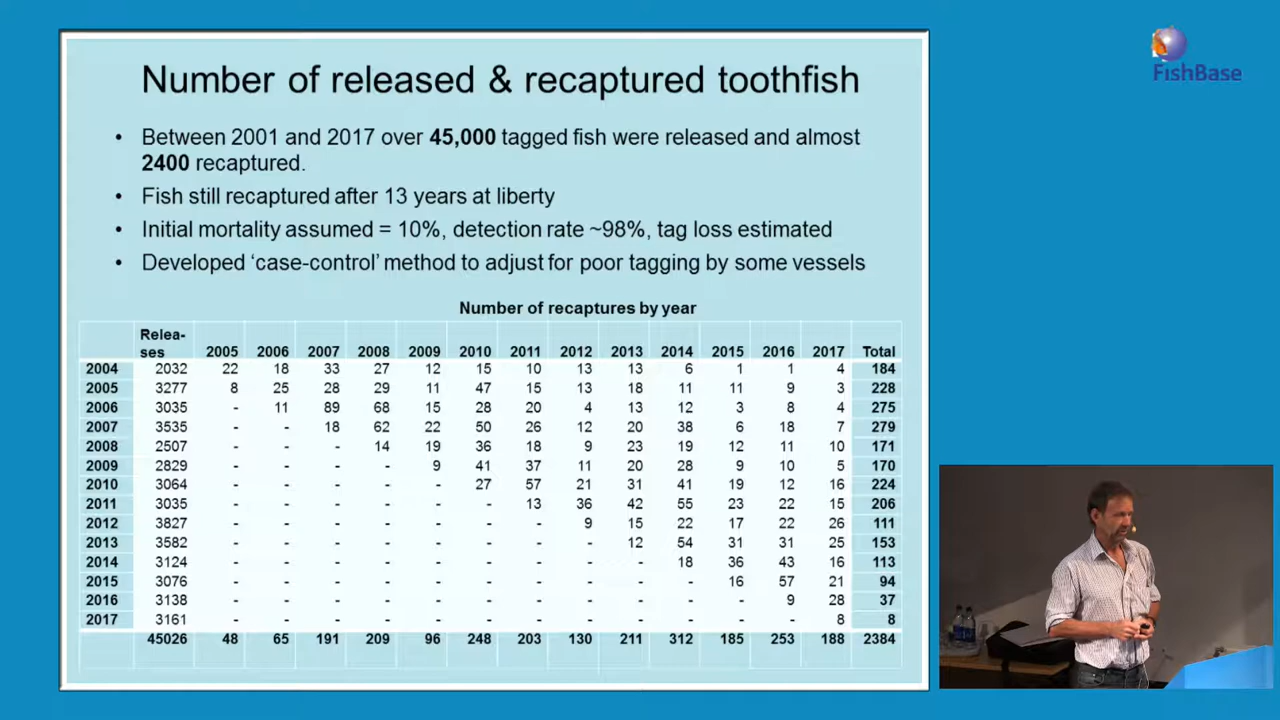 FishBase
Number of released & recaptured toothfish
• Between 2001 and 2017 over 45,000 tagged fish were released and almost
2400 recaptured.
• Fish still recaptured after 13 years at liberty
• Initial mortality assumed = 10%, detection rate ~98%, tag loss estimated
• Developed ‘case-control’ method to adjust for poor tagging by some vessels
Number of recaptures by year
Relea-
ses 2005 2006 2007 2008 2009 2010 2011 2012 2013 2014 2015 2016 2017 Total
2004 2032 22 18 33 27 12 15 10 13 13 6 1 1 4 184
2005 3277 8 25 28 29 11 47 15 13 18 11 11 9 3 228
2006 3035 - 11 89 68 15 28 20 4 13 12 3 8 4 275
2007 3535 - - 18 62 22 50 26 12 20 38 6 18 7 279
2008 2507 - - - 14 19 36 18 9 23 19 12 11 10 171
2009 2829 - - - - 9 41 37 11 20 28 9 10 5 170
2010 3064 - - - - - 27 57 21 31 41 19 12 16 224
2011 3035 - - - - - - 13 36 42 55 23 22 15 206
2012 3827 - - - - - - - 9 15 22 17 22 26 111
2013 3582 - - - - - - - - 12 54 31 31 25 153
2014 3124 - - - - - - - - - 18 36 43 16 113
2015 3076 - - - - - - - - - - 16 57 21 94
2016 3138 - - - - - - - - - - - 9 28 37
2017 3161 - - - - - - - - - - - - 8 8
45026 48 65 191 209 96 248 203 130 211 312 185 253 188 2384